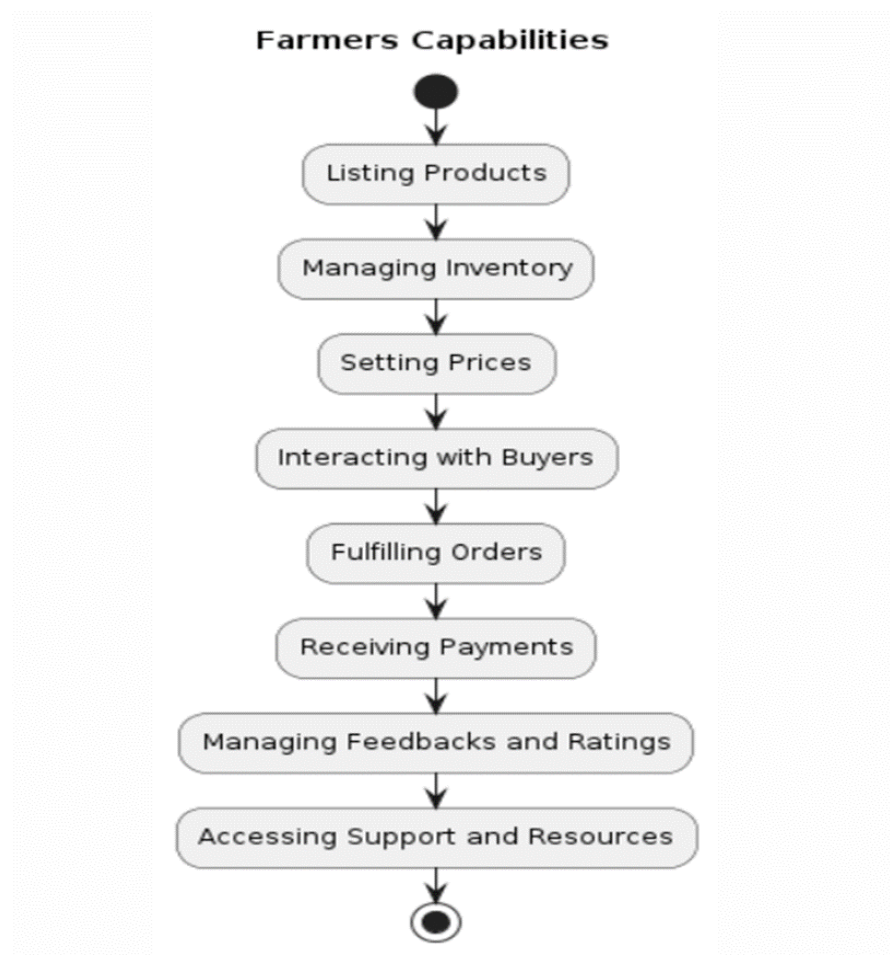 Farmers Capabilities
Listing Products
Managing Inventory
Setting Prices
Interacting with Buyers
Fulfilling Orders
Receiving Payments
Managing Feedbacks and Ratings
Accessing Support and Resources